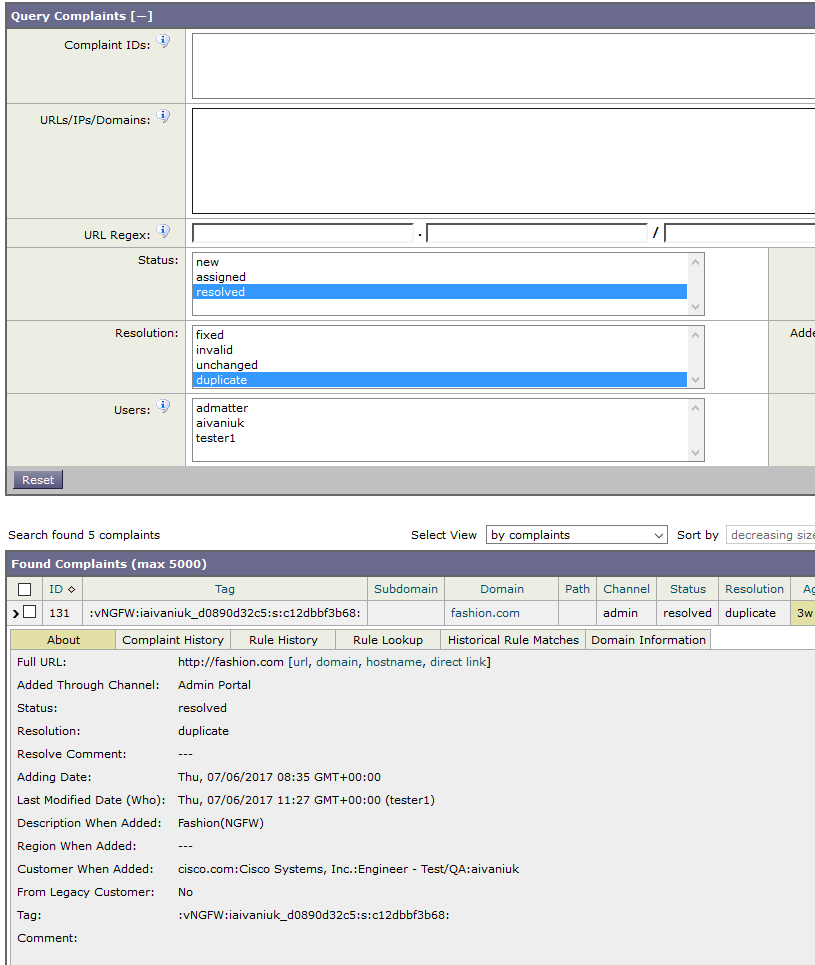 Query Complaints [—]
Complaint IDs:
URLs/IPs/Domains:
URL Regex: . /
Status: new
assigned
resolved
Resolution: fixed Adde
invalid
unchanged
duplicate
Users: admatter
aivaniuk
tester1
Reset
Search found 5 complaints Select View by complaints Sort by decreasing size
Found Complaints (max 5000)
ID Tag Subdomain Domain Path Channel Status Resolution Ag
131 :vNGFW:iaivaniuk_d0890d32c5:s:c12dbbf3b68: fashion.com admin resolved duplicate 3w
About Complaint History Rule History Rule Lookup Historical Rule Matches Domain Information
Full URL: http://fashion.com [url, domain, hostname, direct link]
Added Through Channel: Admin Portal
Status: resolved
Resolution: duplicate
Resolve Comment: ---
Adding Date: Thu, 07/06/2017 08:35 GMT+00:00
Last Modified Date (Who): Thu, 07/06/2017 11:27 GMT+00:00 (tester1)
Description When Added: Fashion(NGFW)
Region When Added: ---
Customer When Added: cisco.com:Cisco Systems, Inc.:Engineer - Test/QA:aivaniuk
From Legacy Customer: No
Tag: :vNGFW:iaivaniuk_d0890d32c5:s:c12dbbf3b68:
Comment: